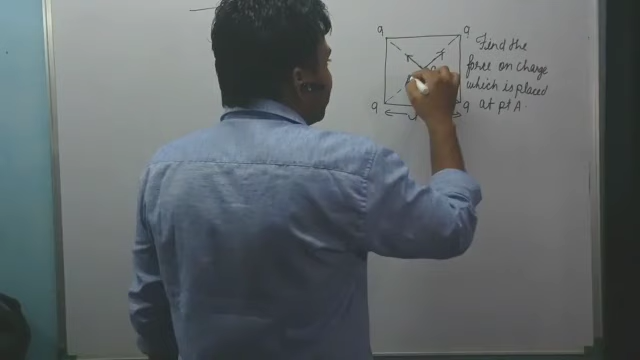 q q
Find the
force on charge
which is placed
at pt A.
q q